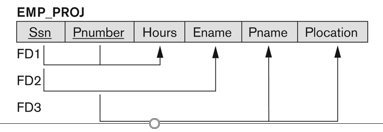 EMP_PROJ
Ssn Pnumber Hours Ename Pname Plocation
FD1
FD2
FD3